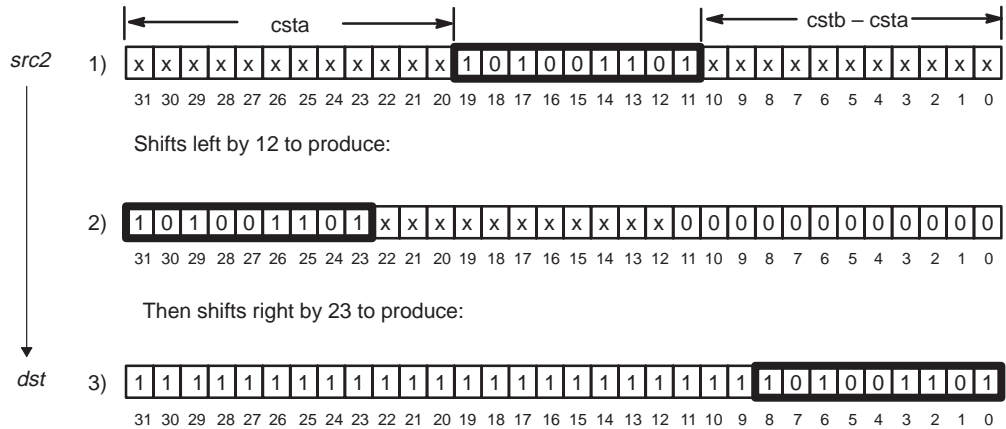 csta
cstb – csta
src2 1) x x x x x x x x x x x x 1 0 1 0 0 1 1 0 1 x x x x x x x x x x x
31 30 29 28 27 26 25 24 23 22 21 20 19 18 17 16 15 14 13 12 11 10 9 8 7 6 5 4 3 2 1 0
Shifts left by 12 to produce:
2) 1 0 1 0 0 1 1 0 1 x x x x x x x x x x x 0 0 0 0 0 0 0 0 0 0 0 0
31 30 29 28 27 26 25 24 23 22 21 20 19 18 17 16 15 14 13 12 11 10 9 8 7 6 5 4 3 2 1 0
Then shifts right by 23 to produce:
dst 3) 1 1 1 1 1 1 1 1 1 1 1 1 1 1 1 1 1 1 1 1 1 1 1 1 0 1 0 0 1 1 0 1
31 30 29 28 27 26 25 24 23 22 21 20 19 18 17 16 15 14 13 12 11 10 9 8 7 6 5 4 3 2 1 0